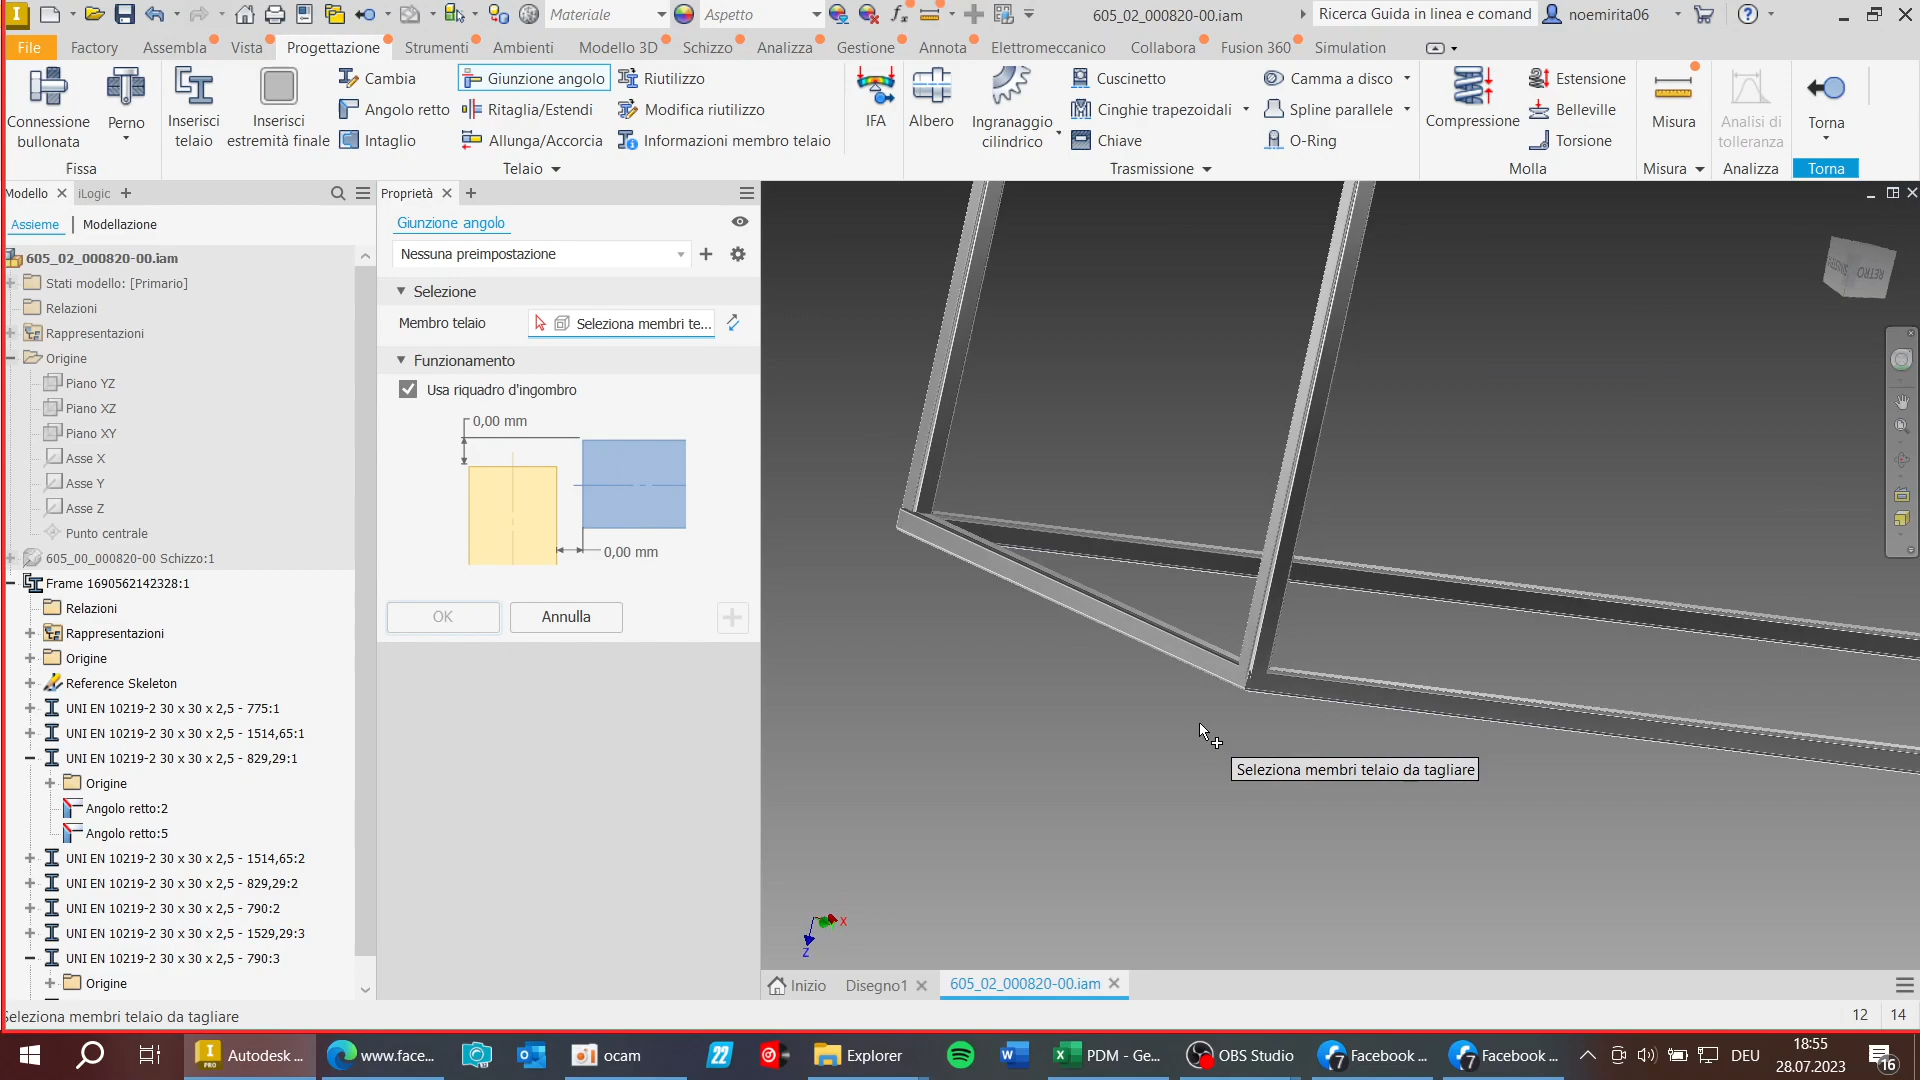 Materiale
Aspetto
605_02_000820-00.iam
Ricerca Guida in linea e comand
noemirita06
File
Factory
Assembla
Vista
Progettazione
Strumenti
Ambienti
Modello 3D
Schizzo
Analizza
Gestione
Annota
Elettromeccanico
Collabora
Fusion 360
Simulation
Connessione
bullonata
Perno
Fissa
Inserisci
telaio
Inserisci
estremità finale
Cambia
Angolo retto
Intaglio
Giunzione angolo
Ritaglia/Estendi
Allunga/Accorcia
Riutilizzo
Modifica riutilizzo
Informazioni membro telaio
Telaio
IFA
Albero
Ingranaggio
cilindrico
Cuscinetto
Cinghie trapezoidali
Chiave
Camma a disco
Spline parallele
O-Ring
Trasmissione
Compressione
Estensione
Belleville
Torsione
Molla
Misura
Misura
Analisi di
tolleranza
Analizza
Torna
Torna
Modello
iLogic
Assieme
Modellazione
605_02_000820-00.iam
Stati modello: [Primario]
Relazioni
Rappresentazioni
Origine
Piano YZ
Piano XZ
Piano XY
Asse X
Asse Y
Asse Z
Punto centrale
605_00_000820-00 Schizzo:1
Frame 1690562142328:1
Relazioni
Rappresentazioni
Origine
Reference Skeleton
UNI EN 10219-2 30 x 30 x 2,5 - 775:1
UNI EN 10219-2 30 x 30 x 2,5 - 1514,65:1
UNI EN 10219-2 30 x 30 x 2,5 - 829,29:1
Origine
Angolo retto:2
Angolo retto:5
UNI EN 10219-2 30 x 30 x 2,5 - 1514,65:2
UNI EN 10219-2 30 x 30 x 2,5 - 829,29:2
UNI EN 10219-2 30 x 30 x 2,5 - 790:2
UNI EN 10219-2 30 x 30 x 2,5 - 1529,29:3
UNI EN 10219-2 30 x 30 x 2,5 - 790:3
Origine
Proprietà
Giunzione angolo
Nessuna preimpostazione
Selezione
Membro telaio
Seleziona membri te...
Funzionamento
Usa riquadro d'ingombro
0,00 mm
0,00 mm
OK
Annulla
RETRO
Seleziona membri telaio da tagliare
X
Z
Inizio
Disegno1
605_02_000820-00.iam
Seleziona membri telaio da tagliare
12
14
Autodesk ...
www.face...
ocam
22
Explorer
PDM - Ge...
OBS Studio
Facebook ...
Facebook ...
DEU
18:55
28.07.2023
16